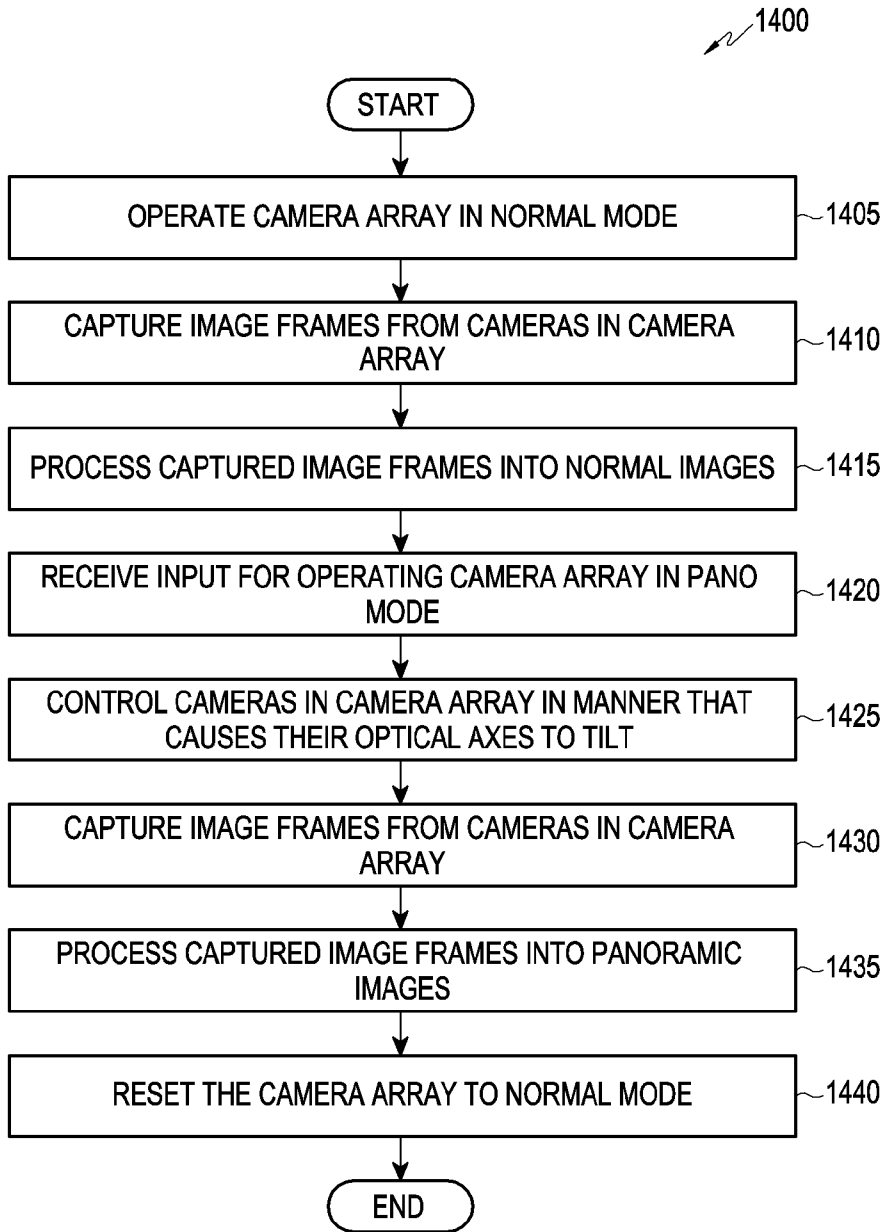 1400
START
OPERATE CAMERA ARRAY IN NORMAL MODE
1405
CAPTURE IMAGE FRAMES FROM CAMERAS IN CAMERA
ARRAY
1410
PROCESS CAPTURED IMAGE FRAMES INTO NORMAL IMAGES
1415
RECEIVE INPUT FOR OPERATING CAMERA ARRAY IN PANO
MODE
1420
CONTROL CAMERAS IN CAMERA ARRAY IN MANNER THAT
CAUSES THEIR OPTICAL AXES TO TILT
1425
CAPTURE IMAGE FRAMES FROM CAMERAS IN CAMERA
ARRAY
1430
PROCESS CAPTURED IMAGE FRAMES INTO PANORAMIC
IMAGES
1435
RESET THE CAMERA ARRAY TO NORMAL MODE
1440
END